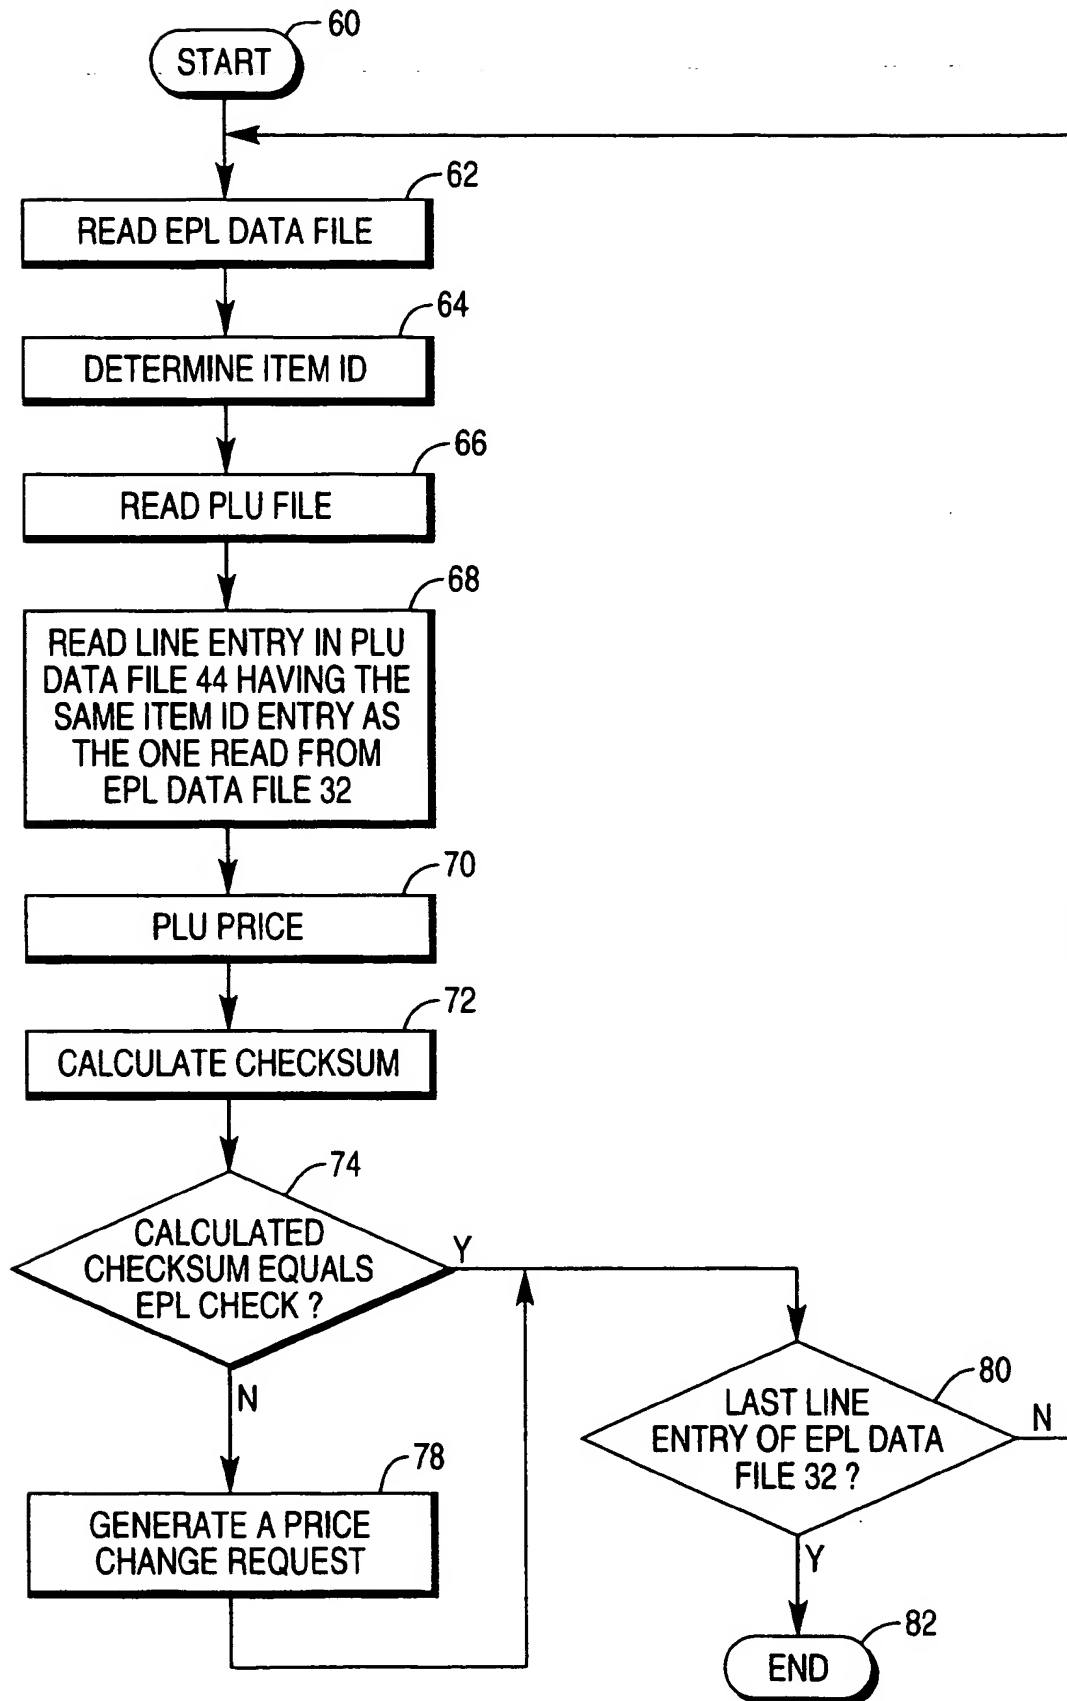 60
START
62
READ EPL DATA FILE
64
DETERMINE ITEM ID
66
READ PLU FILE
68
READ LINE ENTRY IN PLU
DATA FILE 44 HAVING THE
SAME ITEM ID ENTRY AS
THE ONE READ FROM
EPL DATA FILE 32
70
PLU PRICE
72
CALCULATE CHECKSUM
74
CALCULATED
CHECKSUM EQUALS
EPL CHECK ?
Y
N
78
GENERATE A PRICE
CHANGE REQUEST
80
LAST LINE
ENTRY OF EPL DATA
FILE 32 ?
N
Y
82
END